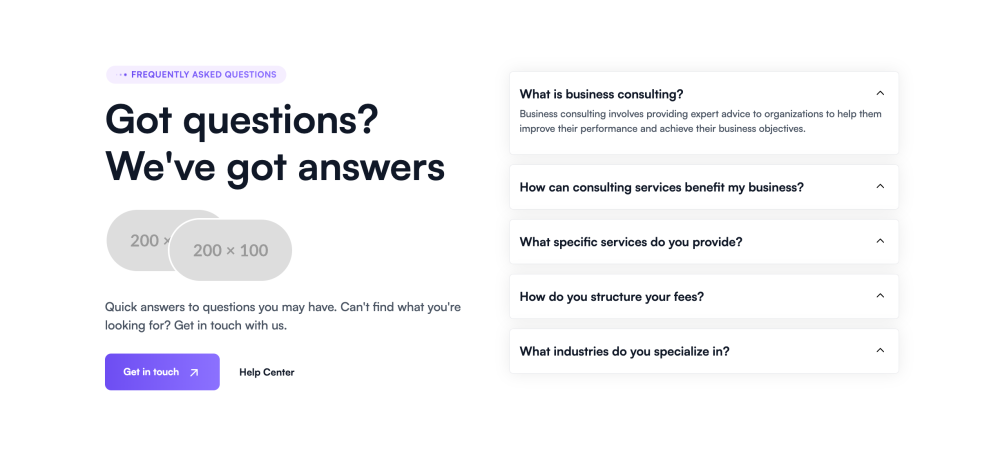 FREQUENTLY ASKED QUESTIONS
Got questions?
We've got answers
200 ×
200 × 100
Quick answers to questions you may have. Can't find what you're
looking for? Get in touch with us.
Get in touch
Help Center
What is business consulting?
Business consulting involves providing expert advice to organizations to help them
improve their performance and achieve their business objectives.
How can consulting services benefit my business?
What specific services do you provide?
How do you structure your fees?
What industries do you specialize in?